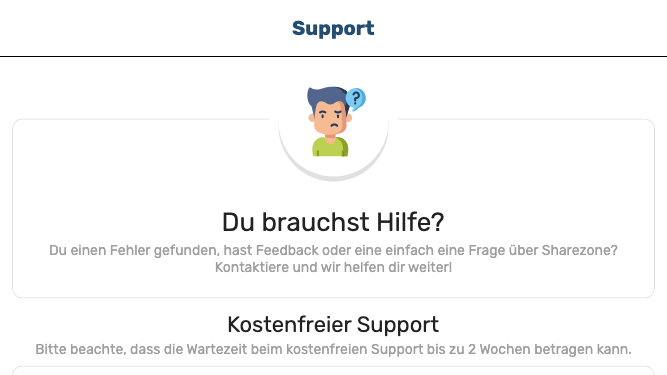 Support
?
Du brauchst Hilfe?
Du einen Fehler gefunden, hast Feedback oder eine einfach eine Frage über Sharezone?
Kontaktiere und wir helfen dir weiter!
Kostenfreier Support
Bitte beachte, dass die Wartezeit beim kostenfreien Support bis zu 2 Wochen betragen kann.